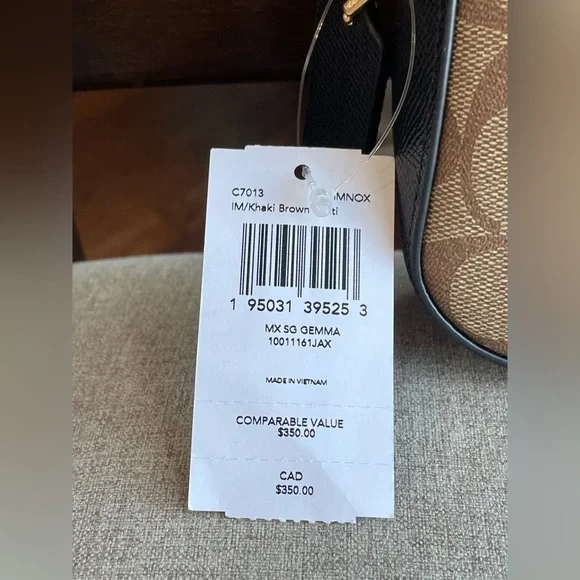 C7013 IMNOX
IM/Khaki Brown
1 95031 39525 3
MX SG GEMMA
10011161JAX
MADE IN VIETNAM
COMPARABLE VALUE
$350.00
CAD
$350.00